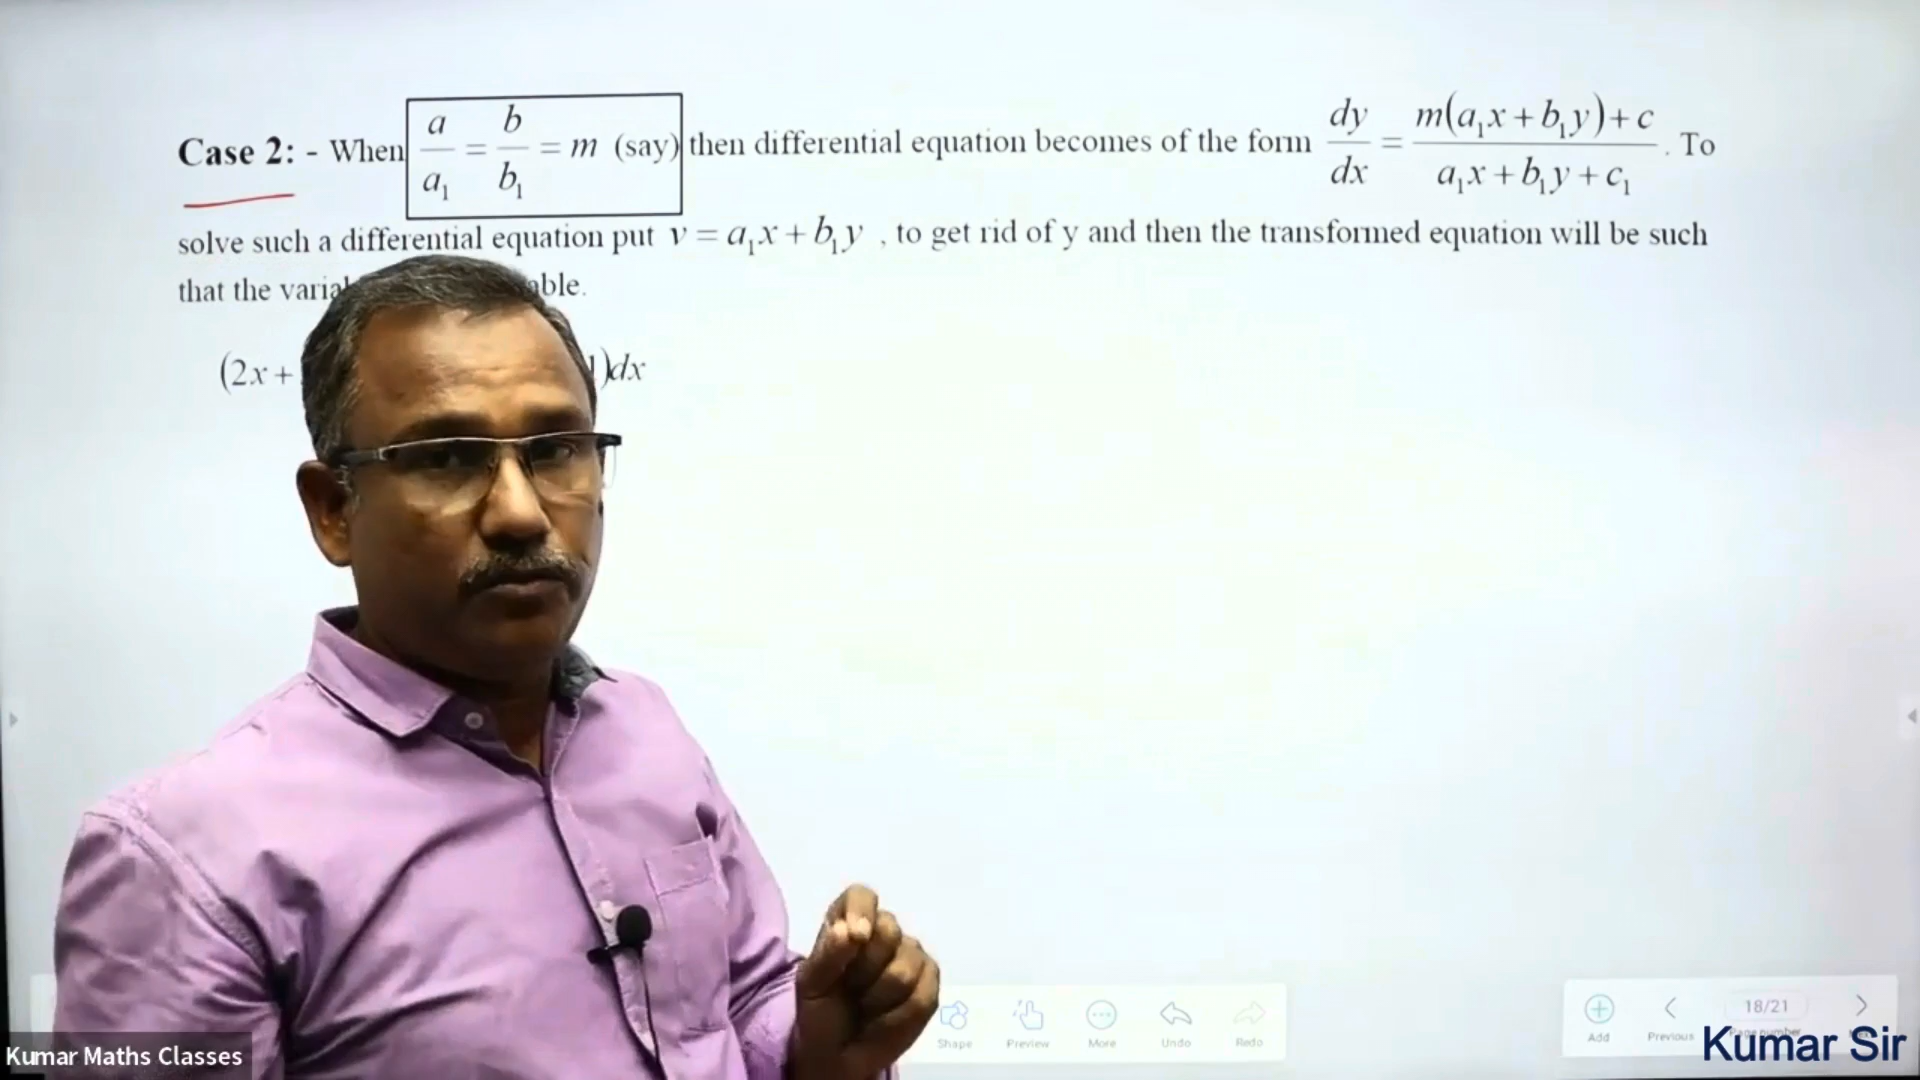 Case 2: - When a/a₁ = b/b₁ = m (say) then differential equation becomes of the form dy/dx = m(a₁x + b₁y) + c / a₁x + b₁y + c₁ . To
solve such a differential equation put v = a₁x + b₁y , to get rid of y and then the transformed equation will be such
that the
(2x + )dx
Shape Preview More Undo Redo
Add Previous 18/21
Kumar Maths Classes
Kumar Sir